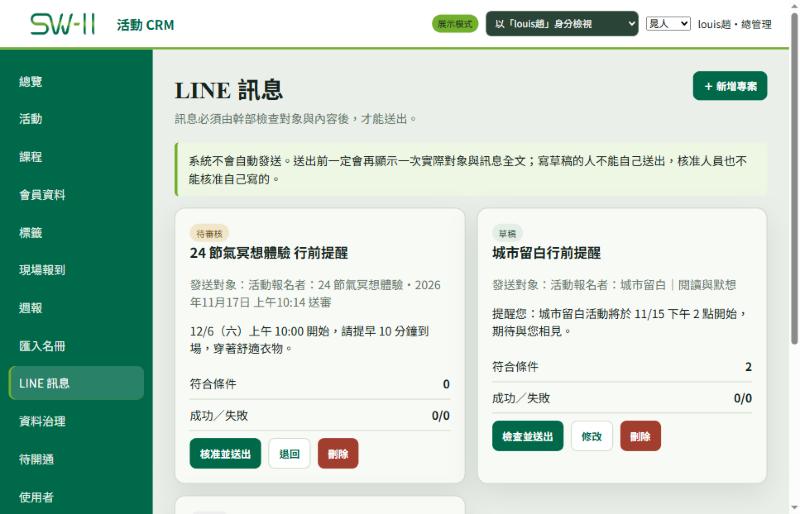 SW-II
活動 CRM
展示模式
以「louis趙」身分檢視
晁人
louis趙・總管理
總覽
活動
課程
會員資料
標籤
現場報到
週報
匯入名冊
LINE 訊息
資料治理
待開通
使用者
LINE 訊息
＋ 新增專案
訊息必須由幹部檢查對象與內容後，才能送出。
系統不會自動發送。送出前一定會再顯示一次實際對象與訊息全文；寫草稿的人不能自己送出，核准人員也不
能核准自己寫的。
待審核
24 節氣冥想體驗 行前提醒
發送對象：活動報名者：24 節氣冥想體驗・2026
年11月17日 上午10:14 送審
12/6（六）上午 10:00 開始，請提早 10 分鐘到
場，穿著舒適衣物。
符合條件 0
成功／失敗 0/0
核准並送出 退回 刪除
草稿
城市留白行前提醒
發送對象：活動報名者：城市留白｜閱讀與默想
提醒您：城市留白活動將於 11/15 下午 2 點開始，
期待與您相見。
符合條件 2
成功／失敗 0/0
檢查並送出 修改 刪除